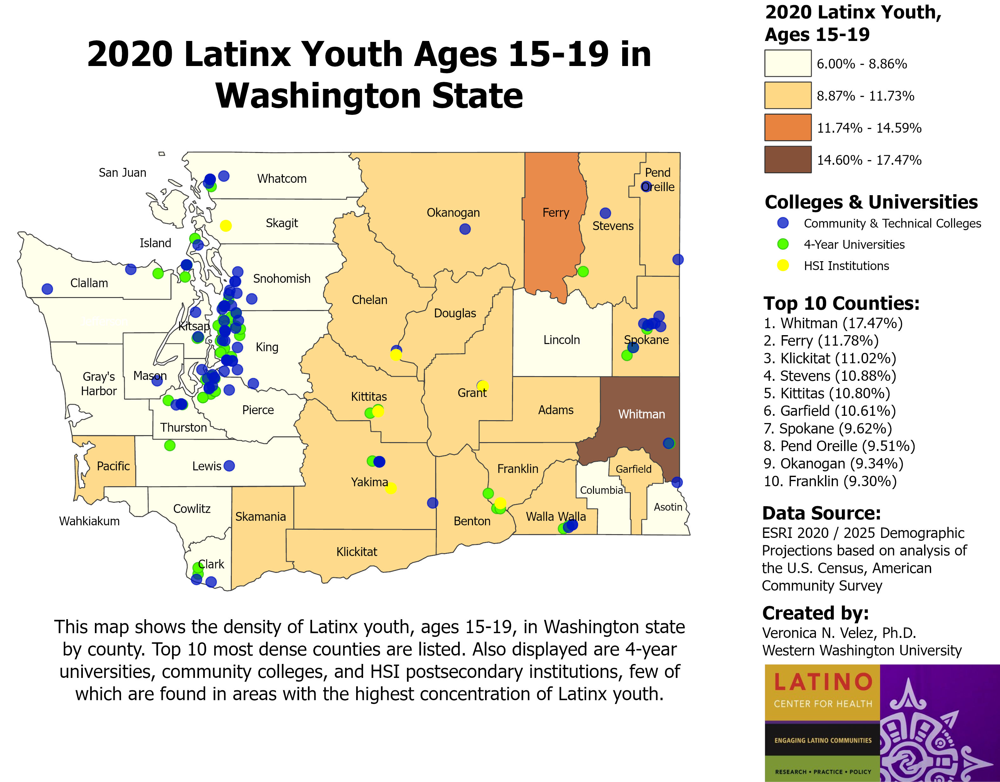 2020 Latinx Youth Ages 15-19 in
Washington State
San Juan
Whatcom
Skagit
Island
Clallam
Snohomish
Okanogan
Ferry
Stevens
Pend
Oreille
Chelan
Douglas
Jefferson
Kitsap
King
Lincoln
Spokane
Gray's
Harbor
Mason
Kittitas
Grant
Pierce
Adams
Whitman
Thurston
Pacific
Lewis
Yakima
Franklin
Garfield
Columbia
Asotin
Wahkiakum
Cowlitz
Skamania
Benton
Walla Walla
Klickitat
Clark
This map shows the density of Latinx youth, ages 15-19, in Washington state
by county. Top 10 most dense counties are listed. Also displayed are 4-year
universities, community colleges, and HSI postsecondary institutions, few of
which are found in areas with the highest concentration of Latinx youth.
2020 Latinx Youth,
Ages 15-19
6.00% - 8.86%
8.87% - 11.73%
11.74% - 14.59%
14.60% - 17.47%
Colleges & Universities
Community & Technical Colleges
4-Year Universities
HSI Institutions
Top 10 Counties:
1. Whitman (17.47%)
2. Ferry (11.78%)
3. Klickitat (11.02%)
4. Stevens (10.88%)
5. Kittitas (10.80%)
6. Garfield (10.61%)
7. Spokane (9.62%)
8. Pend Oreille (9.51%)
9. Okanogan (9.34%)
10. Franklin (9.30%)
Data Source:
ESRI 2020 / 2025 Demographic
Projections based on analysis of
the U.S. Census, American
Community Survey
Created by:
Veronica N. Velez, Ph.D.
Western Washington University
LATINO
CENTER FOR HEALTH
ENGAGING LATINO COMMUNITIES
RESEARCH • PRACTICE • POLICY